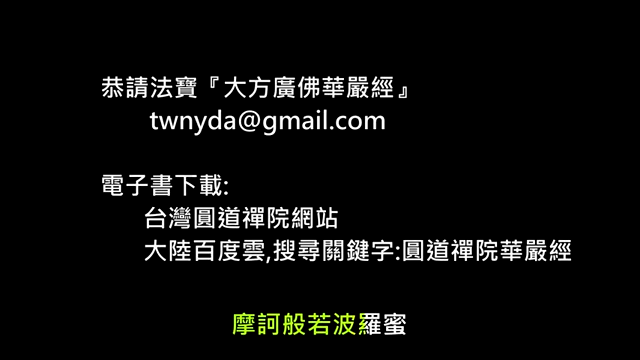 恭請法寶『大方廣佛華嚴經』
twnyda@gmail.com
電子書下載:
台灣圓道禪院網站
大陸百度雲,搜尋關鍵字:圓道禪院華嚴經
摩訶般若波羅蜜